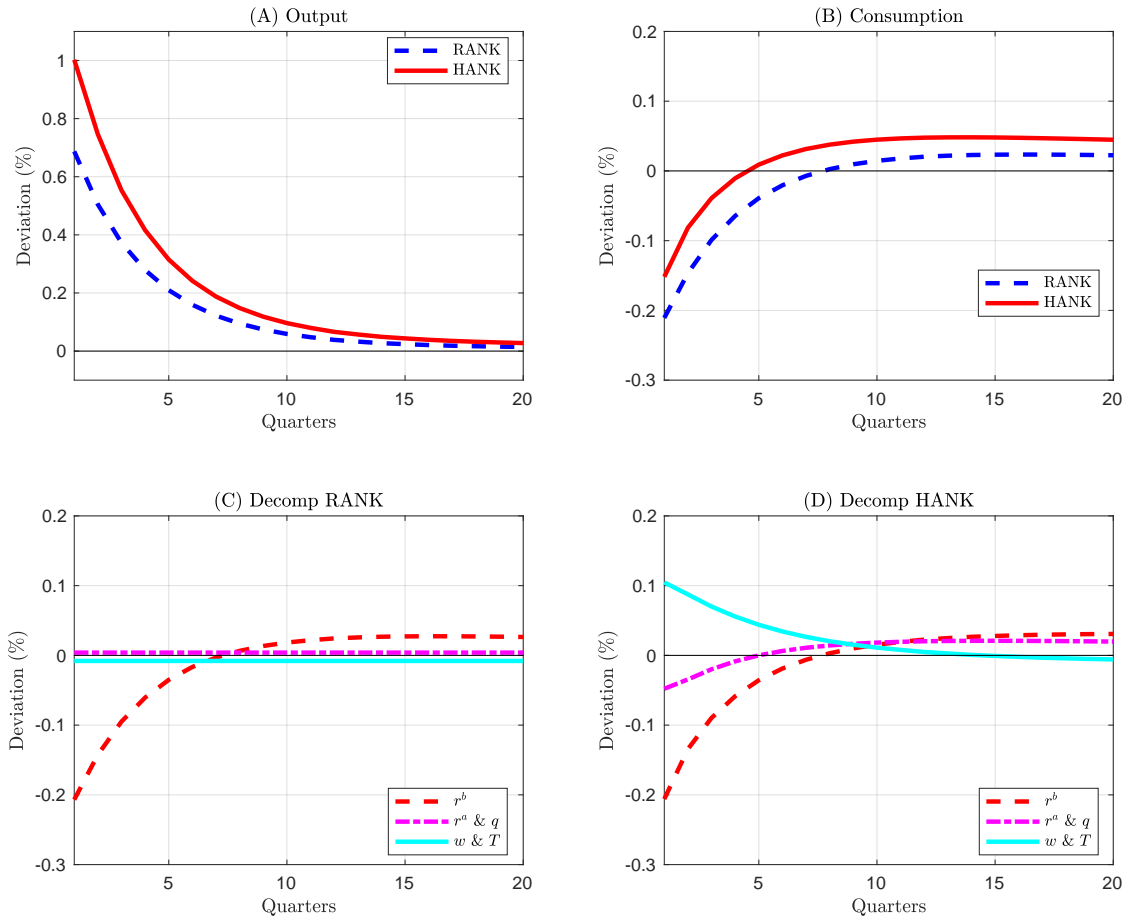 (A) Output
1
0.8
0.6
0.4
0.2
0
Deviation (%)
5
10
15
20
Quarters
RANK
HANK
(B) Consumption
0.2
0.1
0
-0.1
-0.2
-0.3
Deviation (%)
5
10
15
20
Quarters
RANK
HANK
(C) Decomp RANK
0.2
0.1
0
-0.1
-0.2
-0.3
Deviation (%)
5
10
15
20
Quarters
r^b
r^a & q
w & T
(D) Decomp HANK
0.2
0.1
0
-0.1
-0.2
-0.3
Deviation (%)
5
10
15
20
Quarters
r^b
r^a & q
w & T